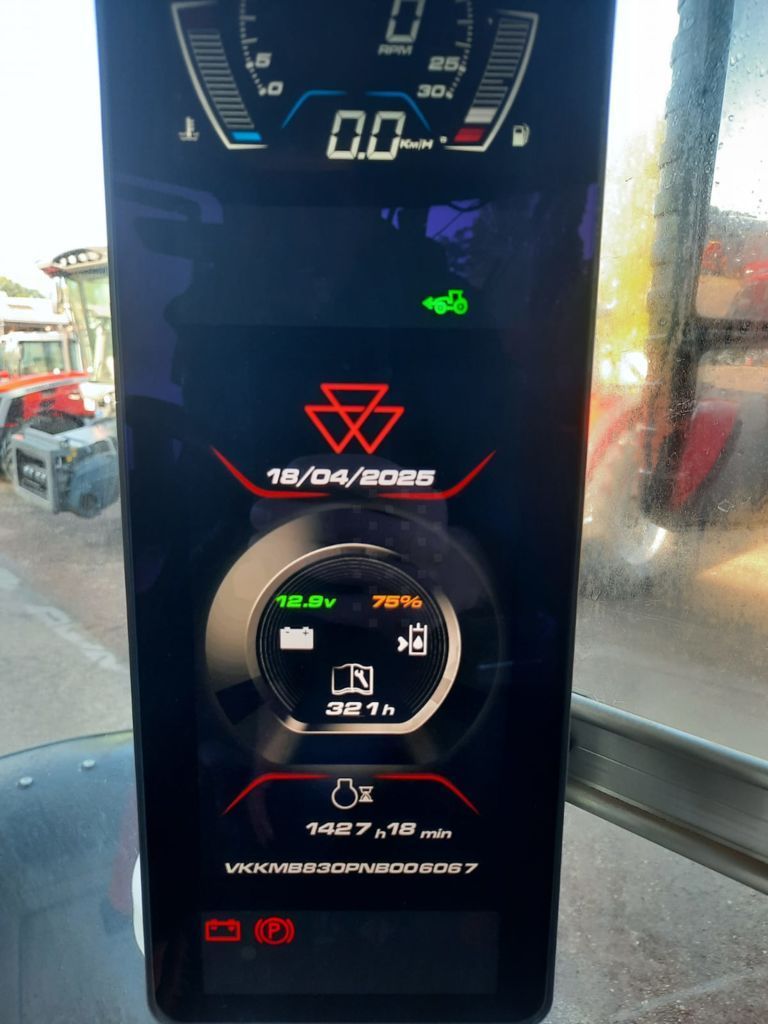 0
RPM
5 25
0 30
0.0 KM/H
18/04/2025
12.9v 75%
321h
1427 h 18 min
VKKMB830PNB006067
P